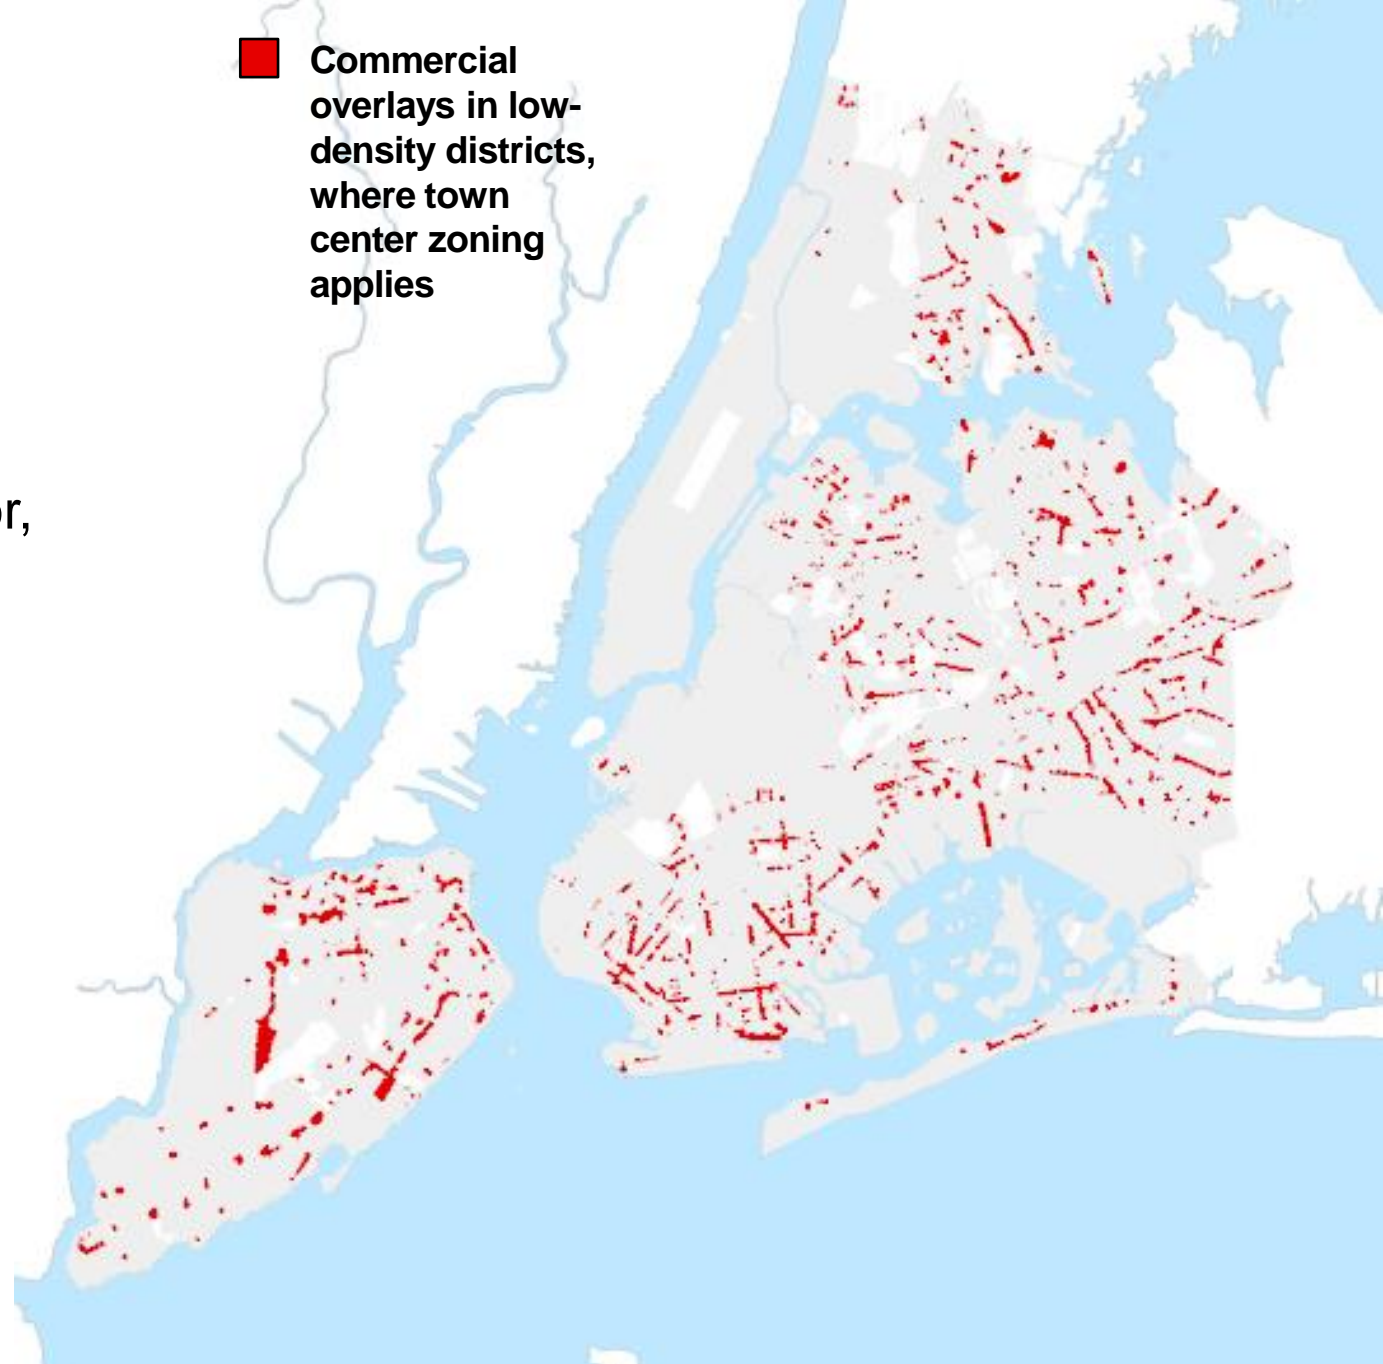 Commercial
overlays in low-
density districts,
where town
center zoning
applies
r,